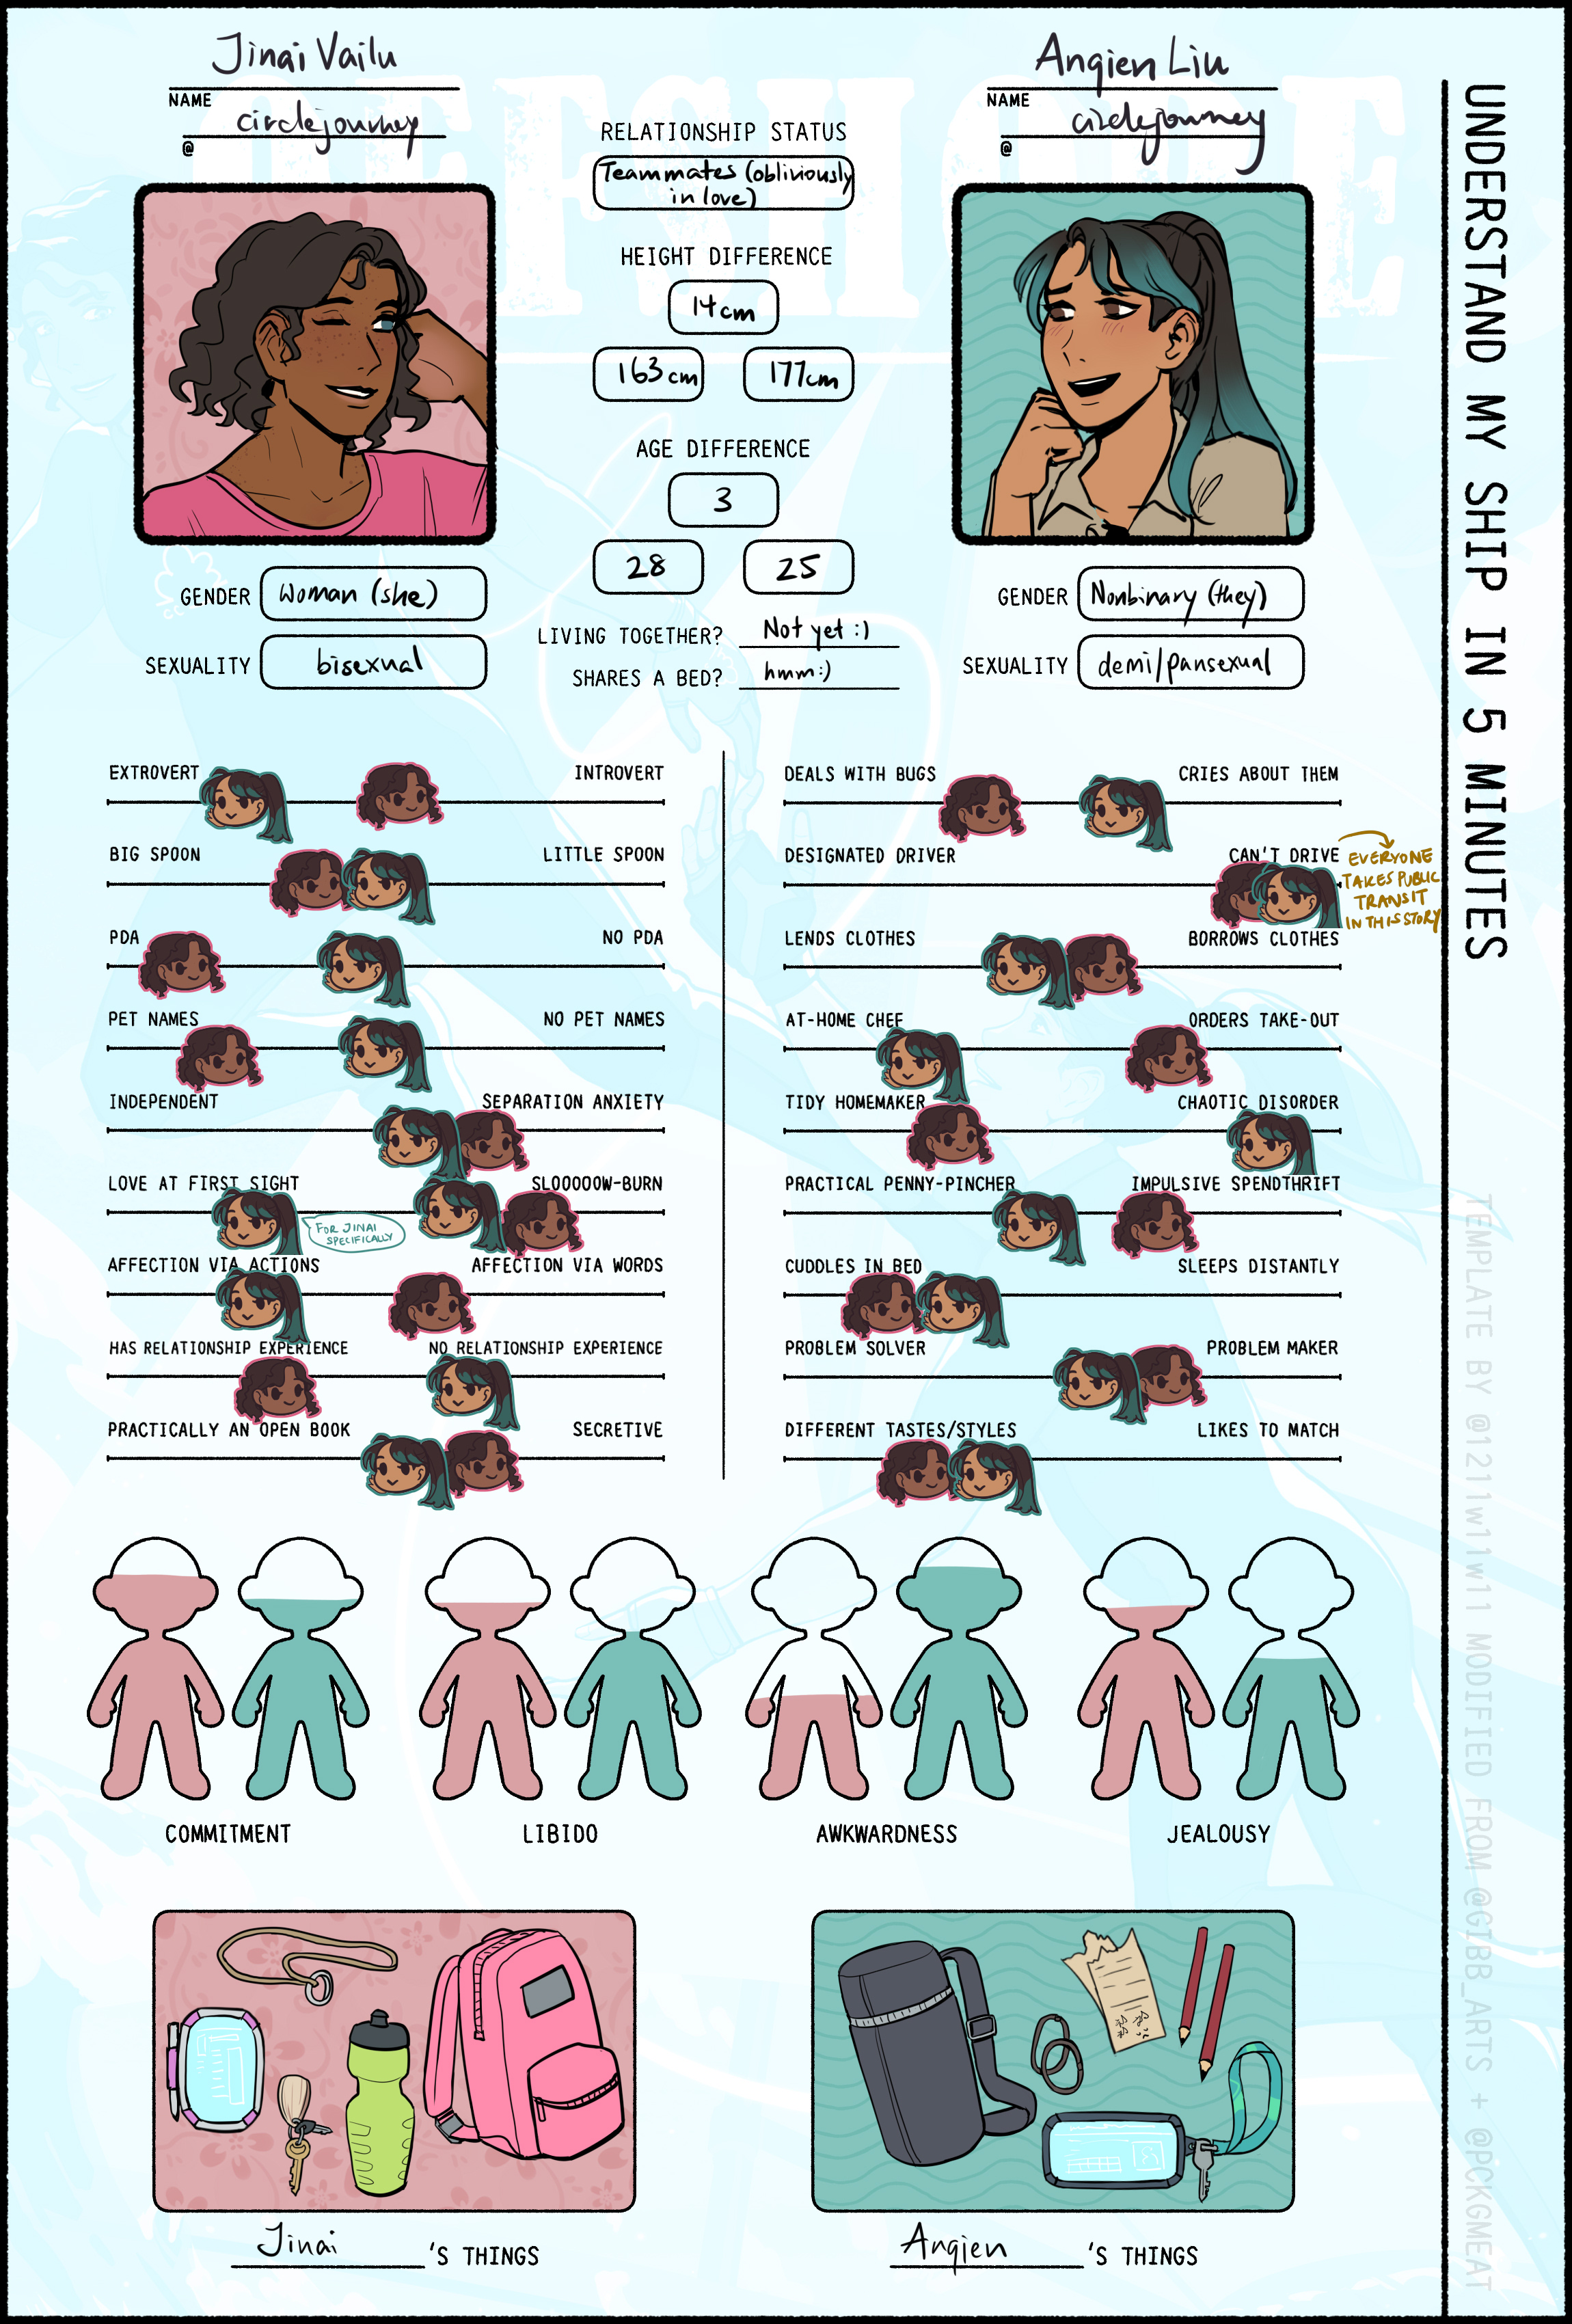 Jinai Vailu
NAME
circlejourney
@
Anqien Liu
NAME
circlejourney
@
RELATIONSHIP STATUS
Teammates (obliviously
in love)
HEIGHT DIFFERENCE
14cm
163cm
177cm
AGE DIFFERENCE
3
28
25
LIVING TOGETHER? Not yet :)
SHARES A BED? hmm :)
GENDER Woman (she)
SEXUALITY bisexual
GENDER Nonbinary (they)
SEXUALITY demi/pansexual
UNDERSTAND MY SHIP IN 5 MINUTES
EXTROVERT INTROVERT
BIG SPOON LITTLE SPOON
PDA NO PDA
PET NAMES NO PET NAMES
INDEPENDENT SEPARATION ANXIETY
LOVE AT FIRST SIGHT SLOOOOOW-BURN
FOR JINAI
SPECIFICALLY
AFFECTION VIA ACTIONS AFFECTION VIA WORDS
HAS RELATIONSHIP EXPERIENCE NO RELATIONSHIP EXPERIENCE
PRACTICALLY AN OPEN BOOK SECRETIVE
DEALS WITH BUGS CRIES ABOUT THEM
DESIGNATED DRIVER CAN'T DRIVE
EVERYONE
TAKES PUBLIC
TRANSIT
IN THIS STORY
LENDS CLOTHES BORROWS CLOTHES
AT-HOME CHEF ORDERS TAKE-OUT
TIDY HOMEMAKER CHAOTIC DISORDER
PRACTICAL PENNY-PINCHER IMPULSIVE SPENDTHRIFT
CUDDLES IN BED SLEEPS DISTANTLY
PROBLEM SOLVER PROBLEM MAKER
DIFFERENT TASTES/STYLES LIKES TO MATCH
COMMITMENT
LIBIDO
AWKWARDNESS
JEALOUSY
Jinai 'S THINGS
Anqien 'S THINGS
TEMPLATE BY @1211w11w11 MODIFIED FROM @GIBB_ARTS + @PCKGMEAT